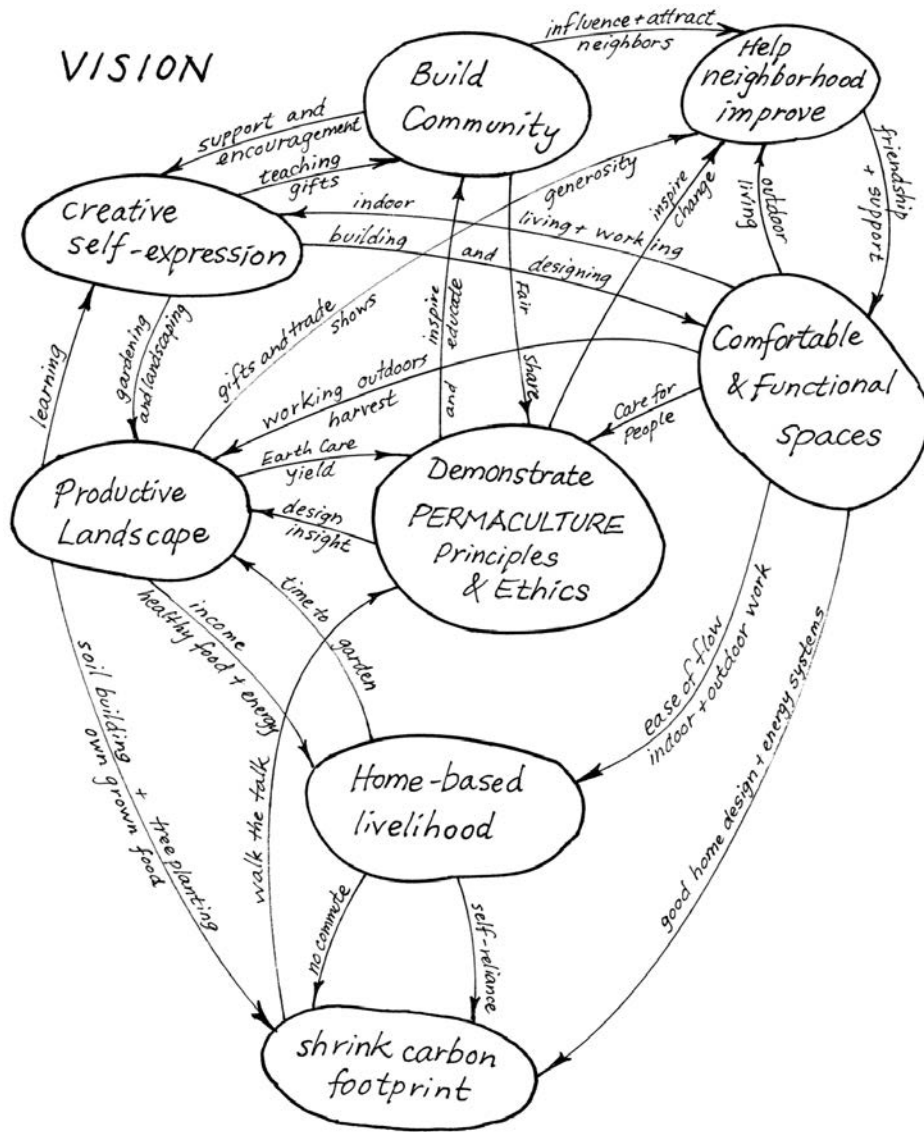 VISION
Build
Community
influence + attract
neighbors
Help
neighborhood
improve
support and
encouragement
teaching
gifts
friendship
+ support
Creative
self-expression
indoor
living + working
building and designing
generosity
inspire
change
outdoor
living
learning
gardening
and landscaping
gifts and trade
shows
and inspire
educate
Fair Share
Comfortable
& Functional
Spaces
working outdoors
harvest
Care for
People
Productive
Landscape
Earth Care
yield
design
insight
Demonstrate
PERMACULTURE
Principles
& Ethics
time to garden
income
healthy food + energy
soil building + tree planting
own grown food
walk the talk
ease of flow
indoor + outdoor work
good home design + energy systems
Home-based
livelihood
no commute
self-reliance
shrink carbon
footprint